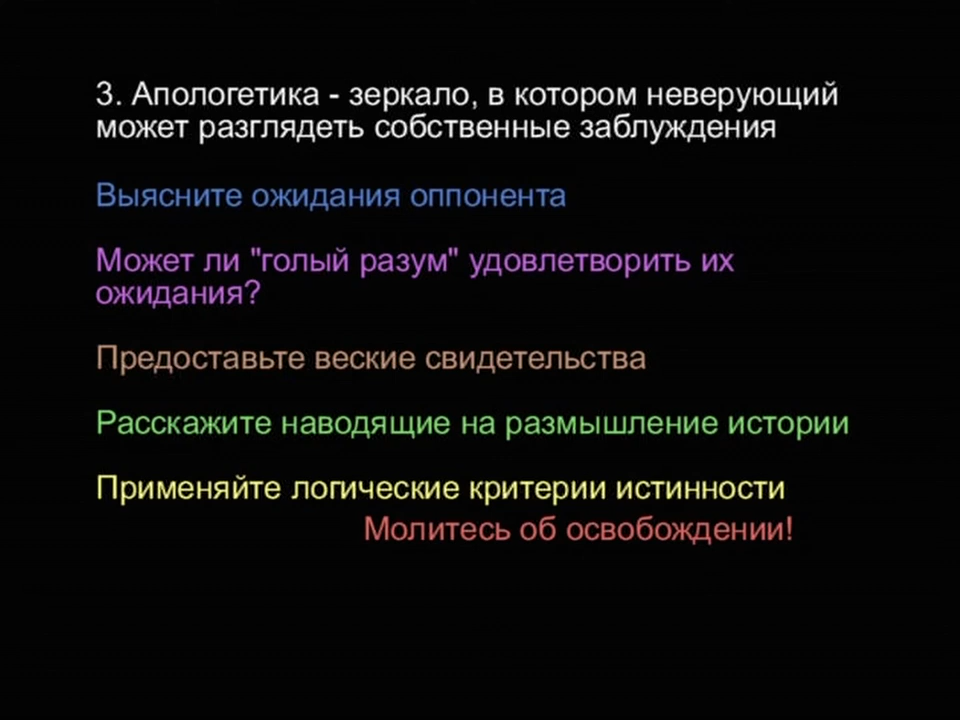 3. Апологетика - зеркало, в котором неверующий
может разглядеть собственные заблуждения
Выясните ожидания оппонента
Может ли "голый разум" удовлетворить их
ожидания?
Предоставьте веские свидетельства
Расскажите наводящие на размышление истории
Применяйте логические критерии истинности
Молитесь об освобождении!